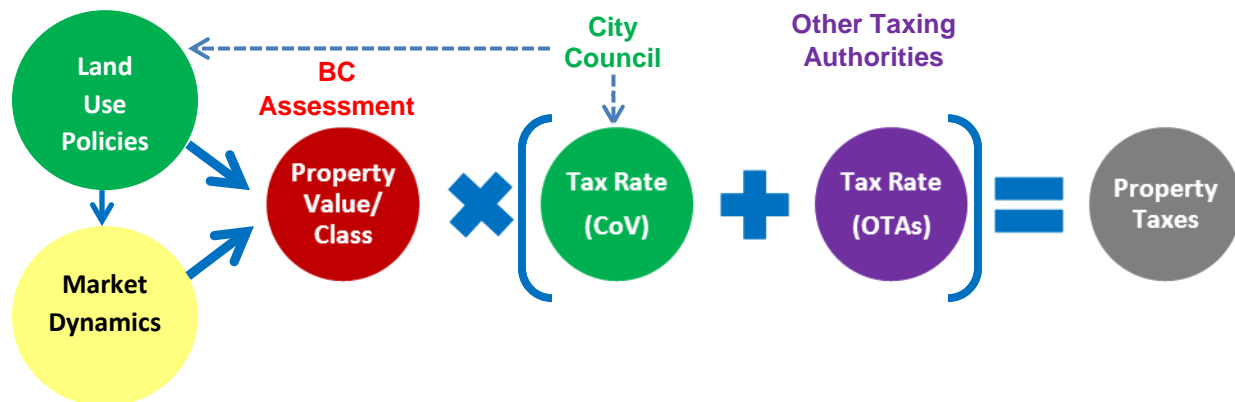 Land
Use
Policies
BC
Assessment
City
Council
Other Taxing
Authorities
Property
Value/
Class
Tax Rate
(CoV)
Tax Rate
(OTAs)
Property
Taxes
Market
Dynamics